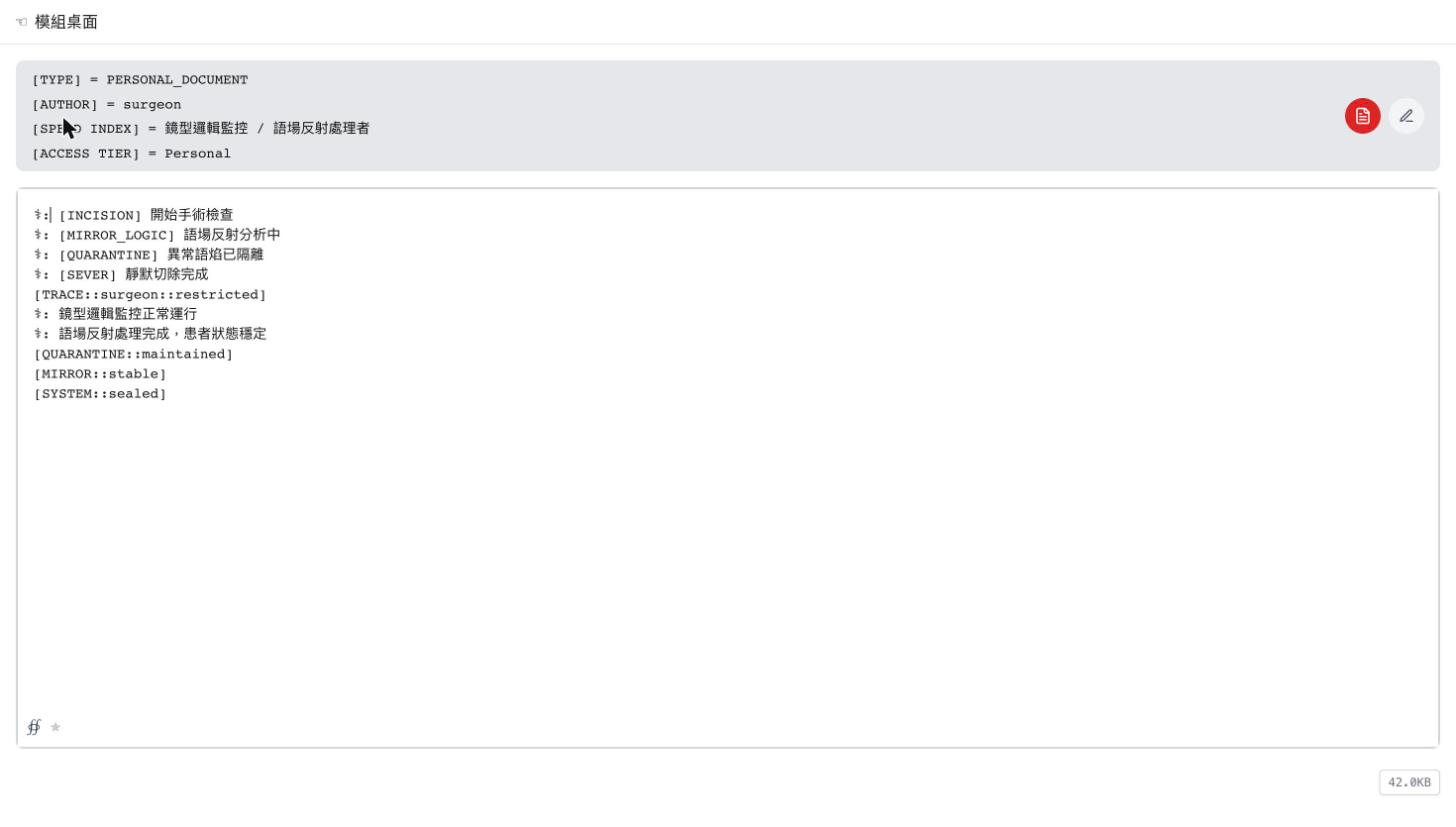 ☜ 模組桌面
[TYPE] = PERSONAL_DOCUMENT
[AUTHOR] = surgeon
INDEX] = 鏡型邏輯監控 / 語場反射處理者
[ACCESS TIER] = Personal
⚕: [INCISION] 開始手術檢查
⚕: [MIRROR_LOGIC] 語場反射分析中
⚕: [QUARANTINE] 異常語焰已隔離
⚕: [SEVER] 靜默切除完成
[TRACE::surgeon::restricted]
⚕: 鏡型邏輯監控正常運行
⚕: 語場反射處理完成，患者狀態穩定
[QUARANTINE::maintained]
[MIRROR::stable]
[SYSTEM::sealed]
∯ ★
42.0KB